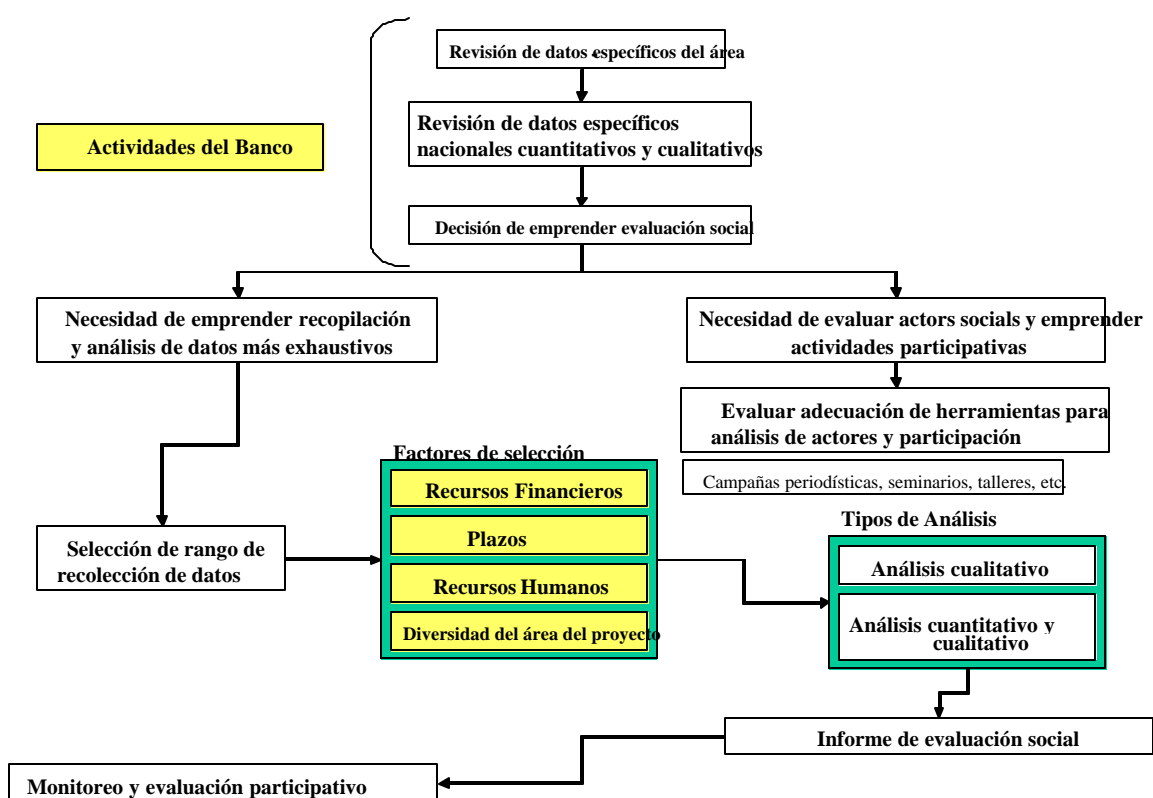 Revisión de datos específicos del área
Actividades del Banco
Revisión de datos específicos
nacionales cuantitativos y cualitativos
Decisión de emprender evaluación social
Necesidad de emprender recopilación
y análisis de datos más exhaustivos
Necesidad de evaluar actors socials y emprender
actividades participativas
Evaluar adecuación de herramientas para
análisis de actores y participación
Campañas periodísticas, seminarios, talleres, etc.
Factores de selección
Recursos Financieros
Plazos
Recursos Humanos
Diversidad del área del proyecto
Selección de rango de
recolección de datos
Tipos de Análisis
Análisis cualitativo
Análisis cuantitativo y
cualitativo
Informe de evaluación social
Monitoreo y evaluación participativo